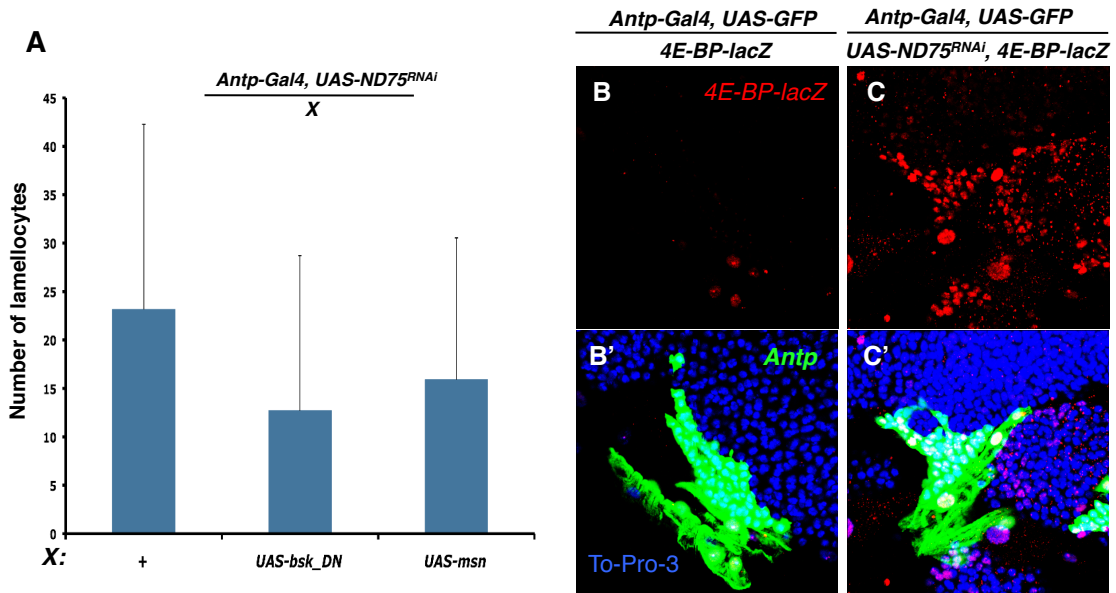 A
Antp-Gal4, UAS-ND75RNAi
X
Number of lamellocytes
45
40
35
30
25
20
15
10
5
0
X:
+
UAS-bsk_DN
UAS-msn
Antp-Gal4, UAS-GFP
4E-BP-lacZ
Antp-Gal4, UAS-GFP
UAS-ND75RNAi, 4E-BP-lacZ
B
4E-BP-lacZ
C
B'
Antp
To-Pro-3
C'